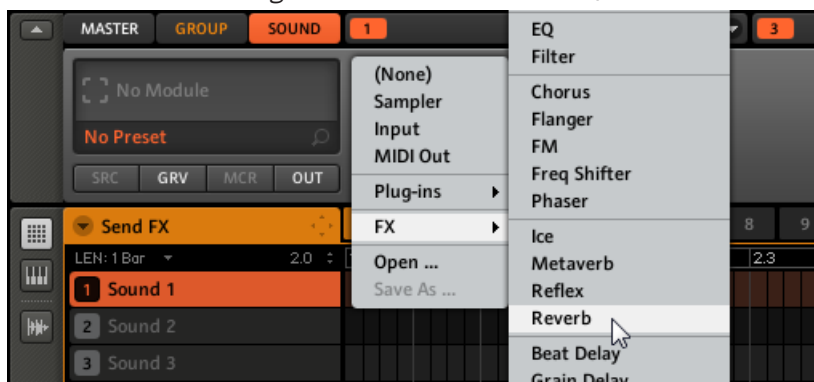 MASTER GROUP SOUND 1 3
No Module
No Preset
SRC GRV MCR OUT
(None)
Sampler
Input
MIDI Out
Plug-ins
FX
Open ...
Save As ...
EQ
Filter
Chorus
Flanger
FM
Freq Shifter
Phaser
Ice
Metaverb
Reflex
Reverb
Beat Delay
Grain Delay
Send FX
8 9
LEN: 1 Bar 2.0
2.3
1 Sound 1
2 Sound 2
3 Sound 3